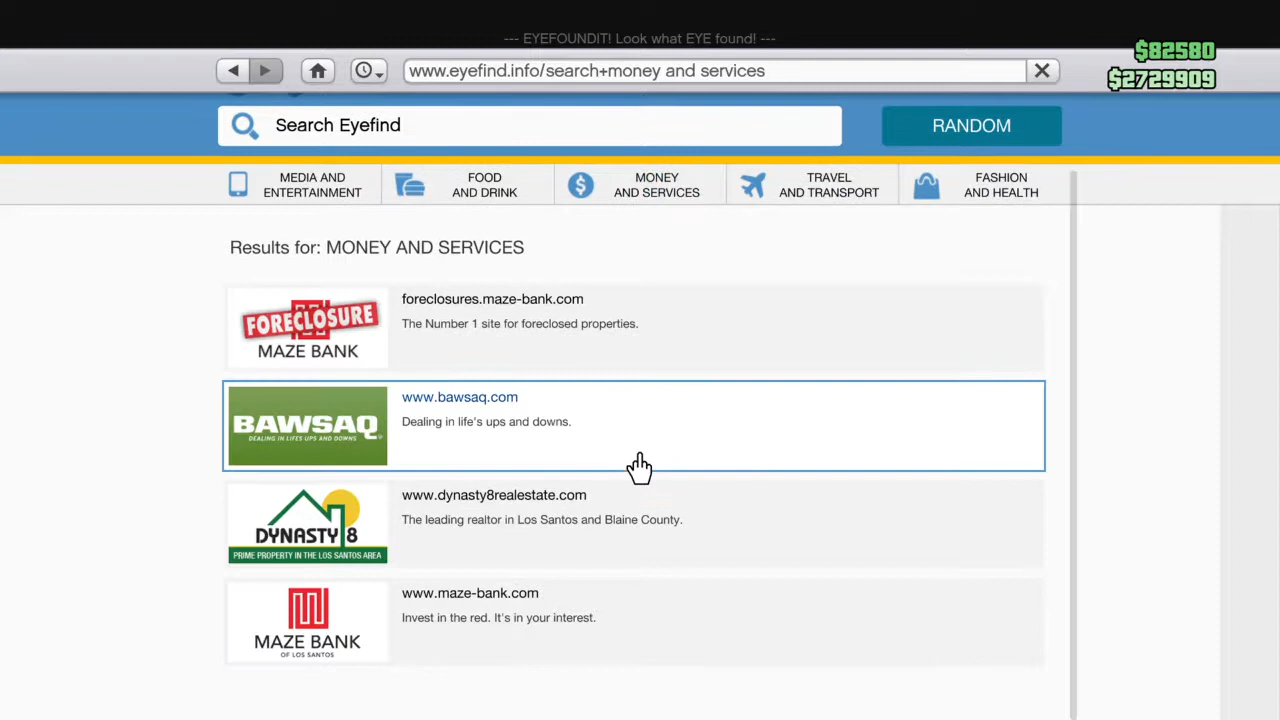 --- EYEFOUNDIT! Look what EYE found! ---
$82580
www.eyefind.info/search+money and services
$2729909
Search Eyefind
RANDOM
MEDIA AND
ENTERTAINMENT
FOOD
AND DRINK
MONEY
AND SERVICES
TRAVEL
AND TRANSPORT
FASHION
AND HEALTH
Results for: MONEY AND SERVICES
FORECLOSURE
MAZE BANK
foreclosures.maze-bank.com
The Number 1 site for foreclosed properties.
BAWSAQ
DEALING IN LIFES UPS AND DOWNS
www.bawsaq.com
Dealing in life's ups and downs.
DYNASTY 8
PRIME PROPERTY IN THE LOS SANTOS AREA
www.dynasty8realestate.com
The leading realtor in Los Santos and Blaine County.
MAZE BANK
OF LOS SANTOS
www.maze-bank.com
Invest in the red. It's in your interest.